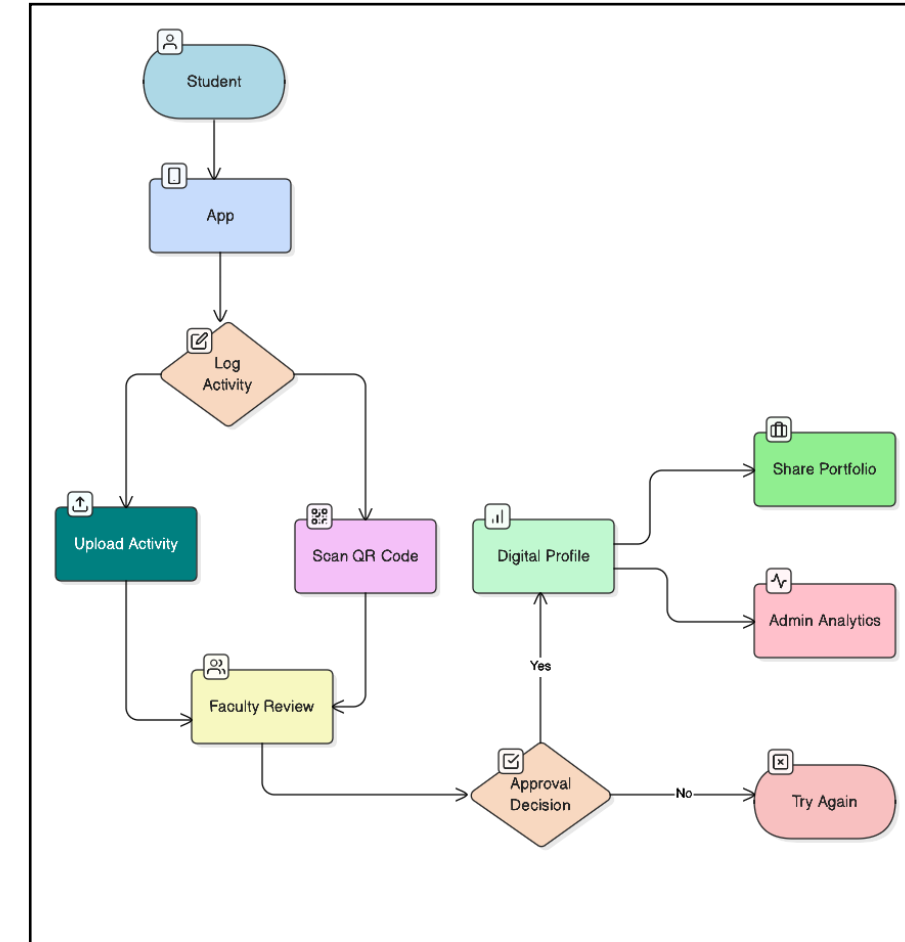 Student
App
Log
Activity
Upload Activity
Scan QR Code
Digital Profile
Share Portfolio
Admin Analytics
Yes
Faculty Review
Approval
Decision
No
Try Again